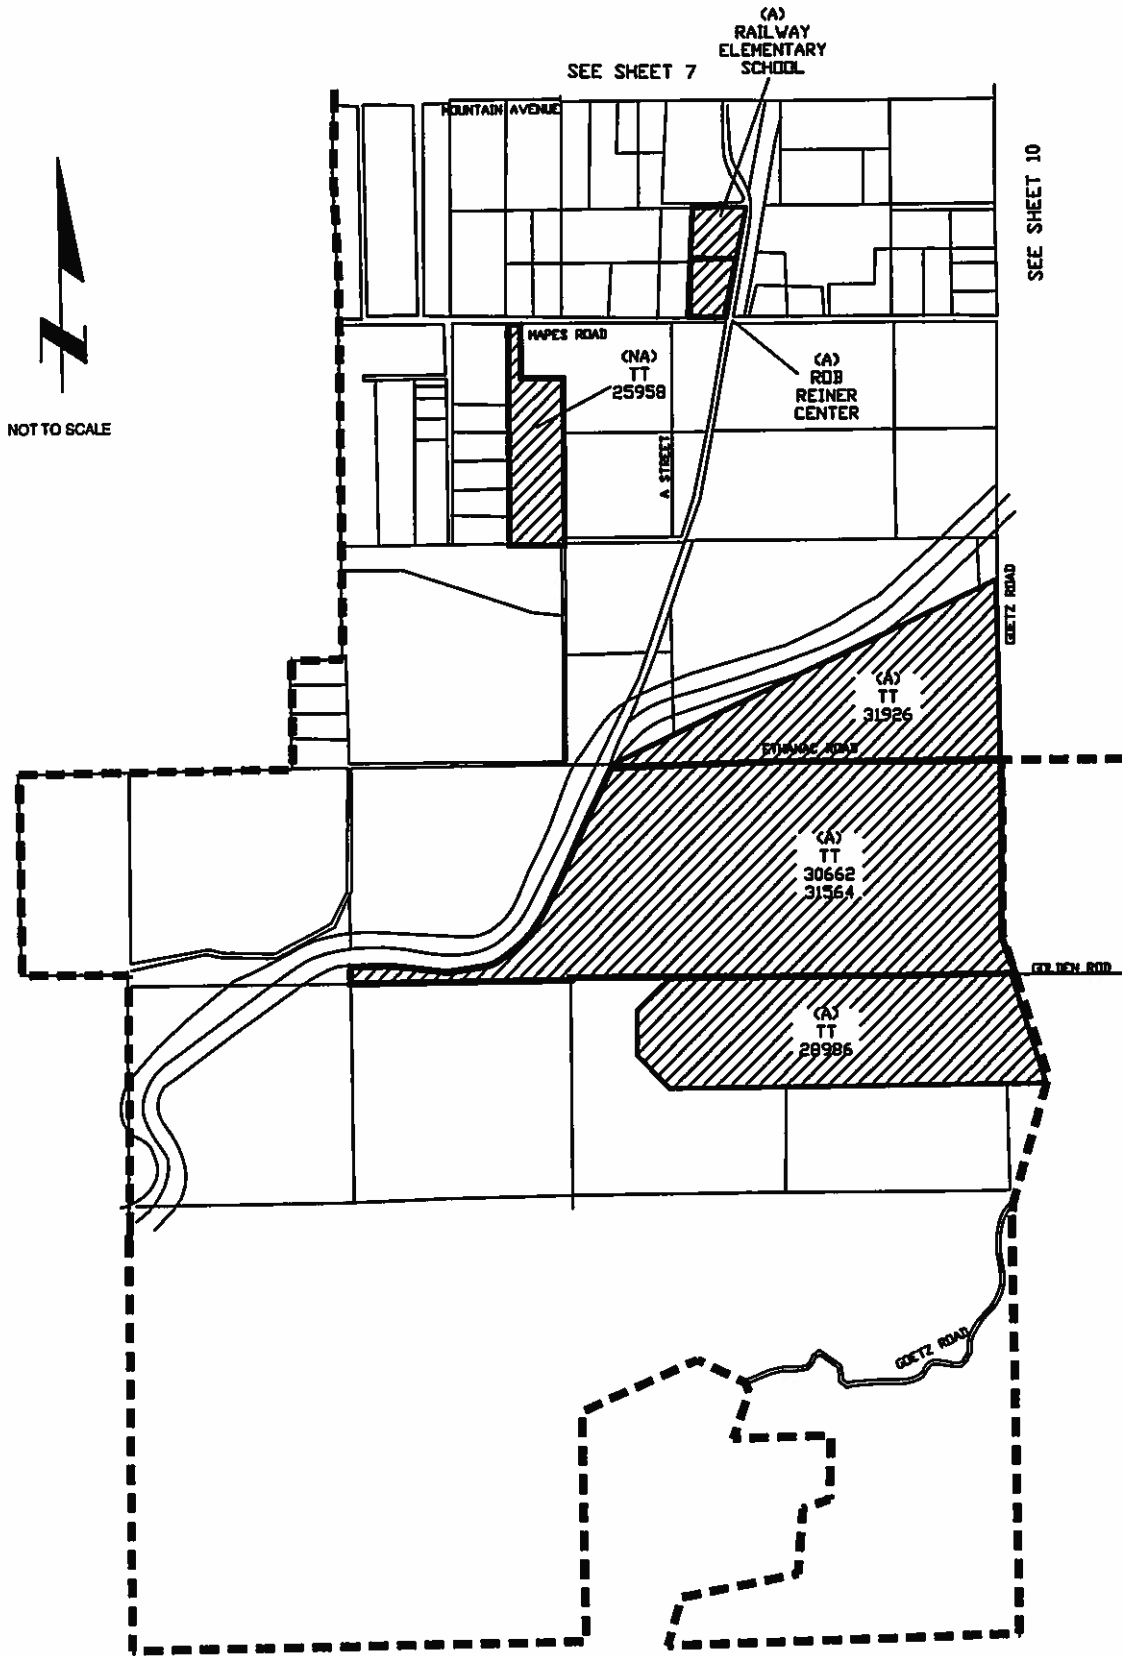 (A)
RAILWAY
ELEMENTARY
SCHOOL
SEE SHEET 7
MOUNTAIN AVENUE
SEE SHEET 10
MAPES ROAD
(NA)
TT
25958
(A)
ROB
REINER
CENTER
NOT TO SCALE
A STREET
GOETZ ROAD
(A)
TT
31926
ETHANAC ROAD
(A)
TT
30662
31564
GOLDEN ROD
(A)
TT
28986
GOETZ ROAD